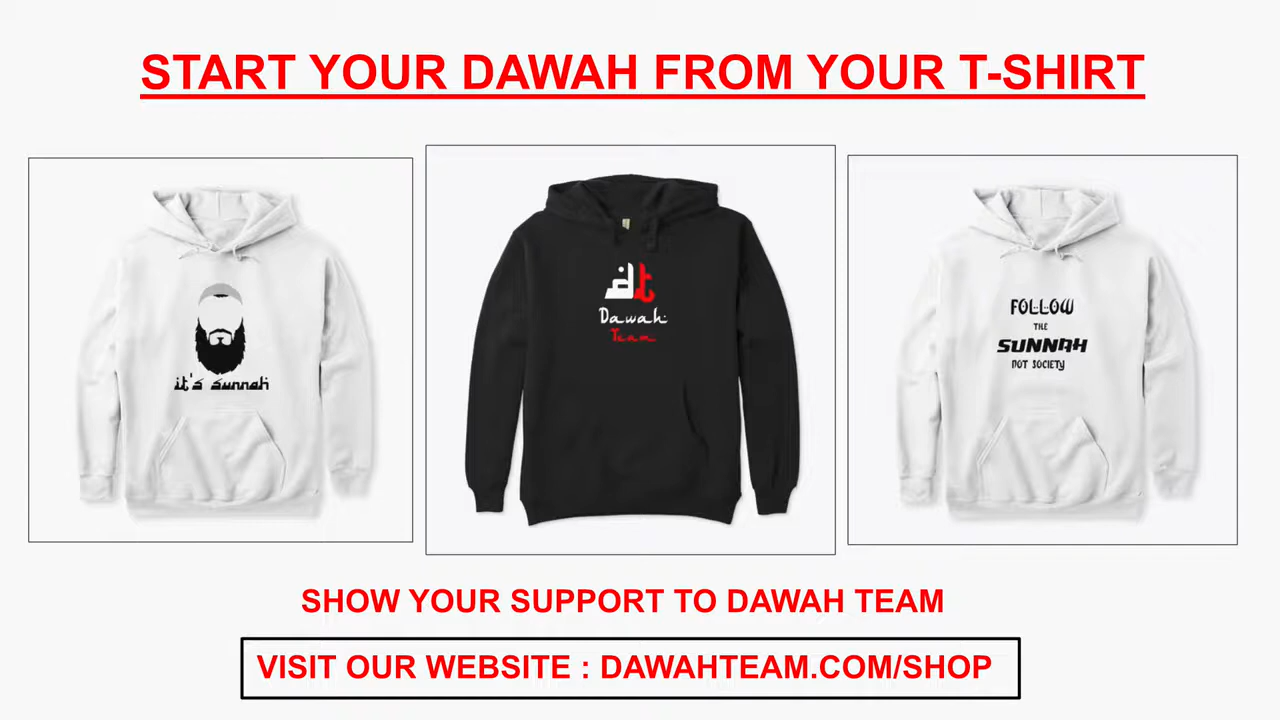 START YOUR DAWAH FROM YOUR T-SHIRT
it's sunnah
dt
Dawah
Team
FOLLOW
THE
SUNNAH
NOT SOCIETY
SHOW YOUR SUPPORT TO DAWAH TEAM
VISIT OUR WEBSITE : DAWAHTEAM.COM/SHOP